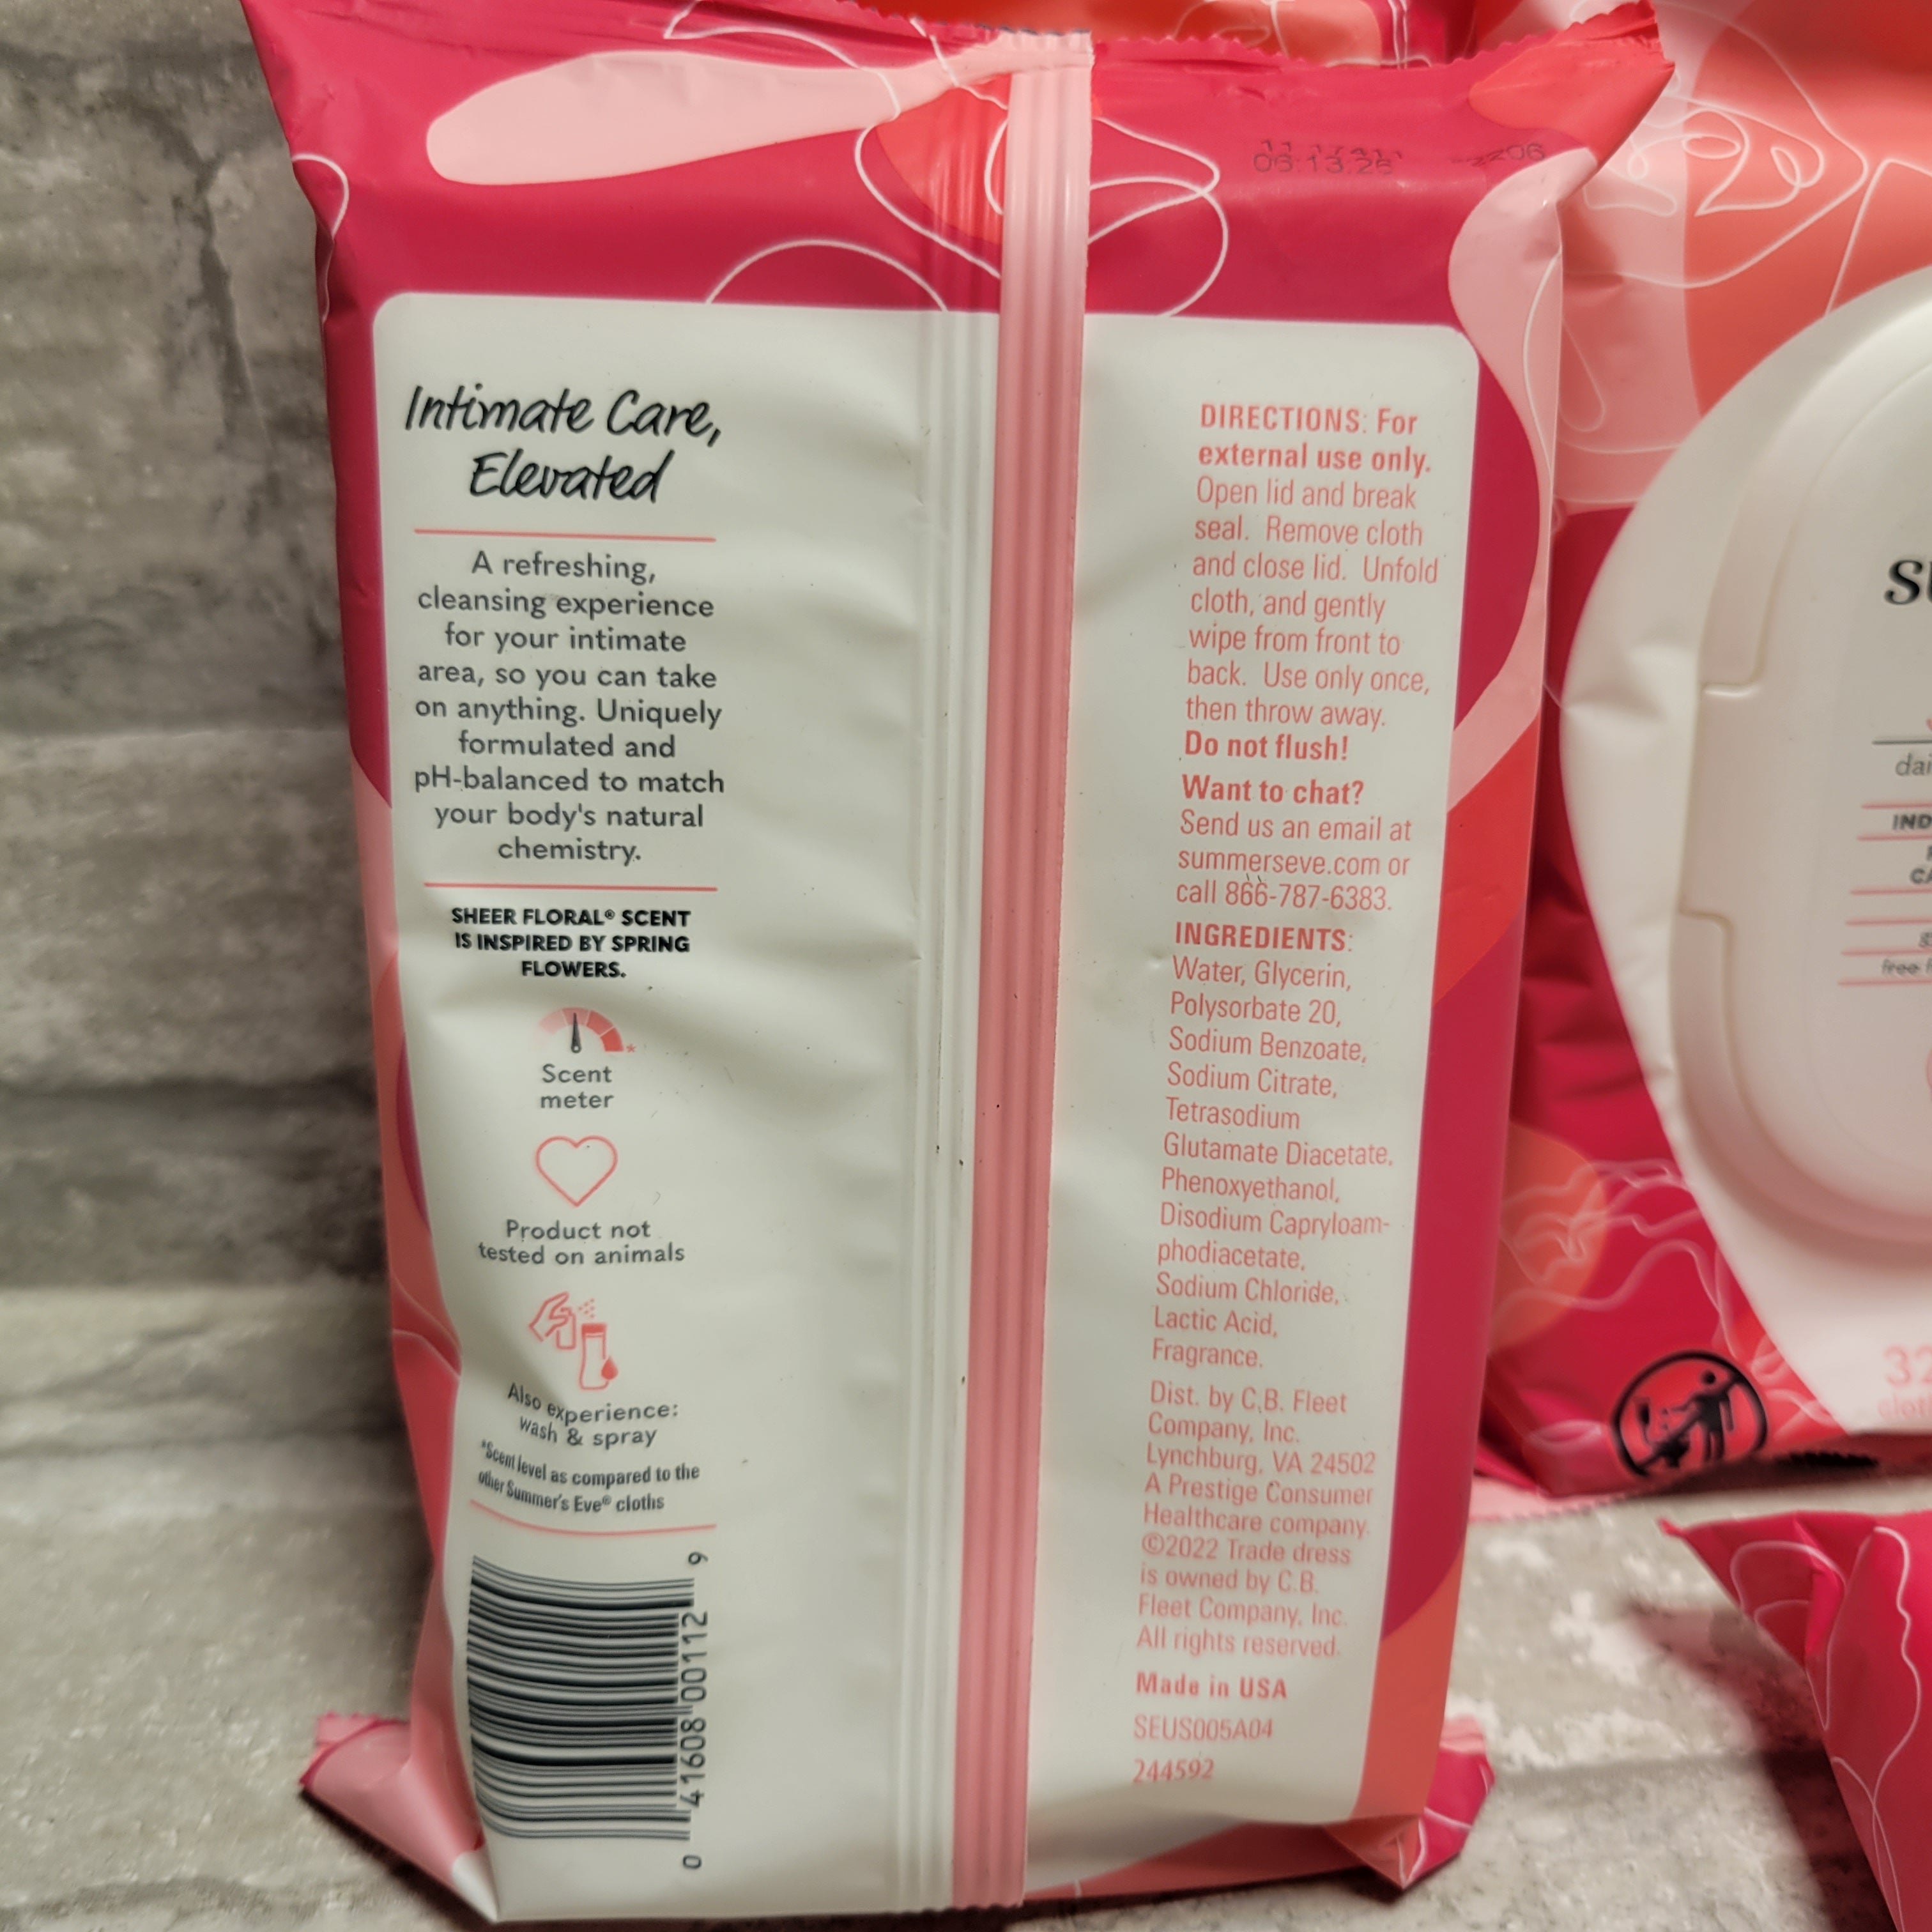 06.13.26
2206
Intimate Care,
Elevated
A refreshing,
cleansing experience
for your intimate
area, so you can take
on anything. Uniquely
formulated and
pH-balanced to match
your body's natural
chemistry.
SHEER FLORAL® SCENT
IS INSPIRED BY SPRING
FLOWERS.
*
Scent
meter
Product not
tested on animals
Also experience:
wash & spray
*Scent level as compared to the
other Summer's Eve® cloths
0 41608 00112 9
DIRECTIONS: For
external use only.
Open lid and break
seal. Remove cloth
and close lid. Unfold
cloth, and gently
wipe from front to
back. Use only once,
then throw away.
Do not flush!
Want to chat?
Send us an email at
summerseve.com or
call 866-787-6383.
INGREDIENTS:
Water, Glycerin,
Polysorbate 20,
Sodium Benzoate,
Sodium Citrate,
Tetrasodium
Glutamate Diacetate,
Phenoxyethanol,
Disodium Capryloam-
phodiacetate,
Sodium Chloride,
Lactic Acid,
Fragrance.
Dist. by C.B. Fleet
Company, Inc.
Lynchburg, VA 24502
A Prestige Consumer
Healthcare company.
©2022 Trade dress
is owned by C.B.
Fleet Company, Inc.
All rights reserved.
Made in USA
SEUS005A04
244592
su
dai
IND
CA
free f
32
clot